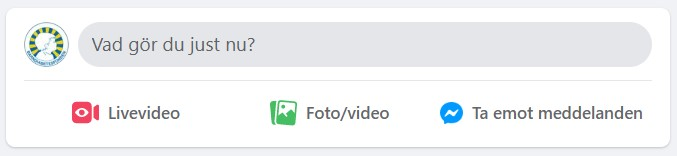 Vad gör du just nu?
Livevideo
Foto/video
Ta emot meddelanden